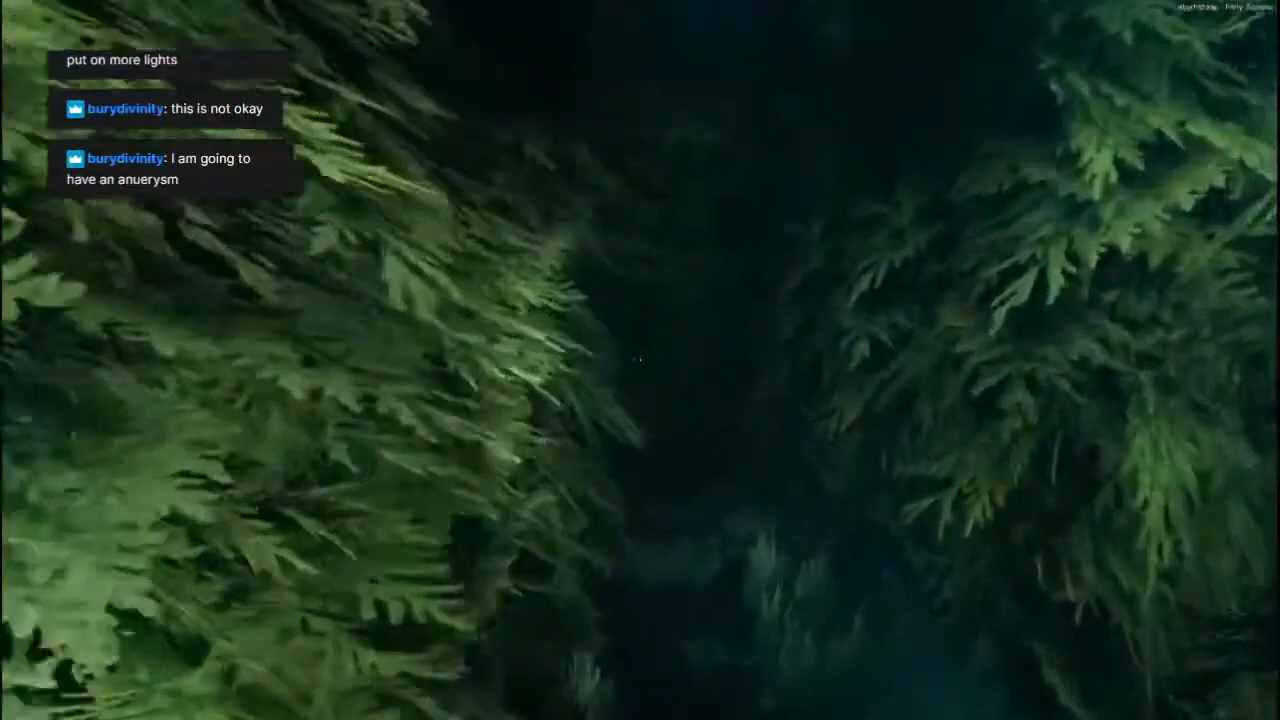 put on more lights
burydivinity: this is not okay
burydivinity: I am going to
have an anuerysm